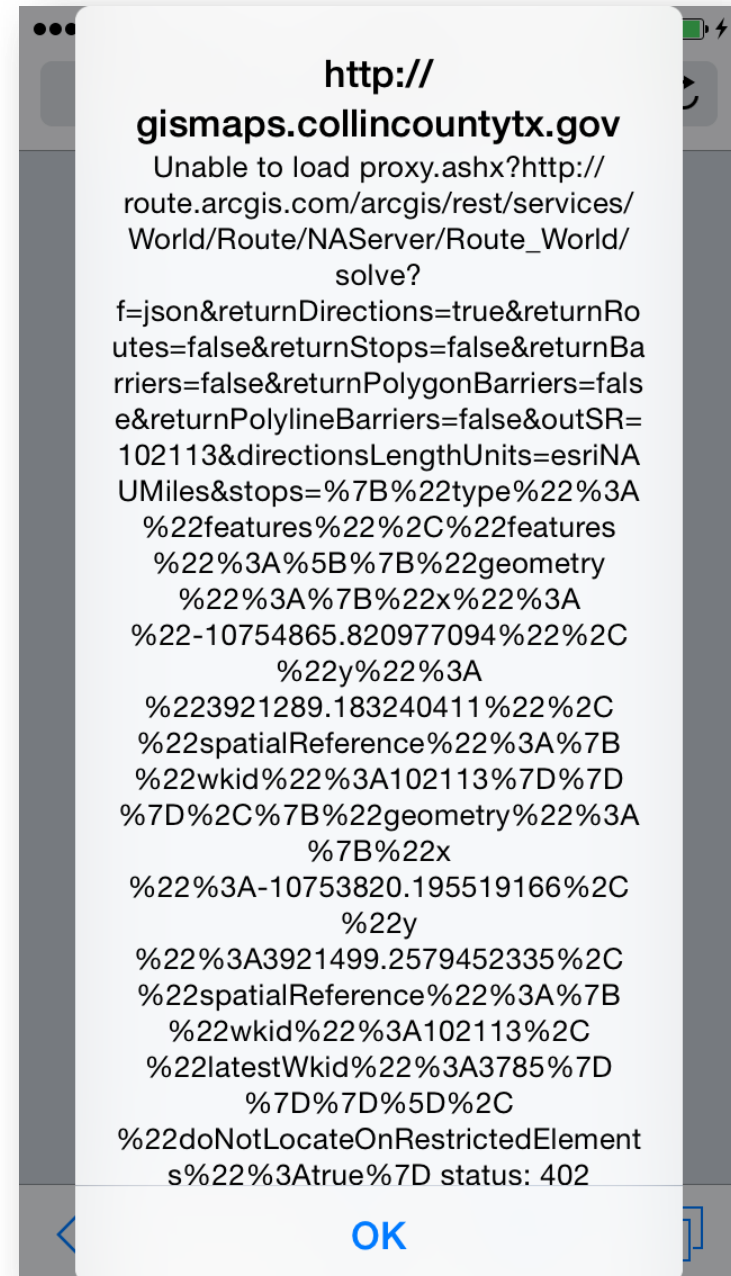 http://
gismaps.collincountytx.gov
Unable to load proxy.ashx?http://
route.arcgis.com/arcgis/rest/services/
World/Route/NAServer/Route_World/
solve?
f=json&returnDirections=true&returnRo
utes=false&returnStops=false&returnBa
rriers=false&returnPolygonBarriers=fals
e&returnPolylineBarriers=false&outSR=
102113&directionsLengthUnits=esriNA
UMiles&stops=%7B%22type%22%3A
%22features%22%2C%22features
%22%3A%5B%7B%22geometry
%22%3A%7B%22x%22%3A
%22-10754865.820977094%22%2C
%22y%22%3A
%223921289.183240411%22%2C
%22spatialReference%22%3A%7B
%22wkid%22%3A102113%7D%7D
%7D%2C%7B%22geometry%22%3A
%7B%22x
%22%3A-10753820.195519166%2C
%22y
%22%3A3921499.2579452335%2C
%22spatialReference%22%3A%7B
%22wkid%22%3A102113%2C
%22latestWkid%22%3A3785%7D
%7D%7D%5D%2C
%22doNotLocateOnRestrictedElement
s%22%3Atrue%7D status: 402
OK